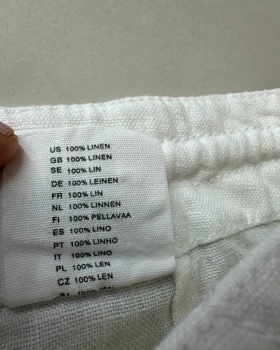 US 100% LINEN
GB 100% LINEN
SE 100% LIN
DE 100% LEINEN
FR 100% LIN
NL 100% LINNEN
FI 100% PELLAVAA
ES 100% LINO
PT 100% LINHO
IT 100% LINO
PL 100% LEN
CZ 100% LEN